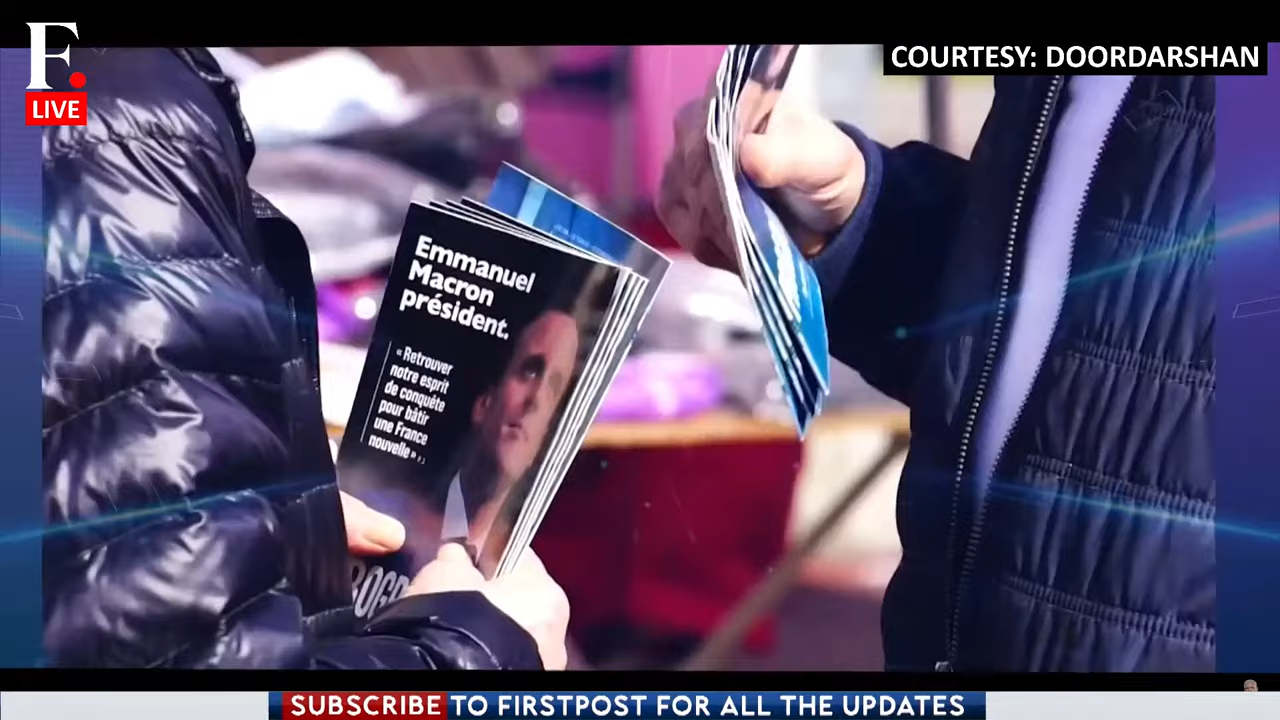 F.
LIVE
COURTESY: DOORDARSHAN
Emmanuel
Macron
président.
« Retrouver
notre esprit
de conquête
pour bâtir
une France
nouvelle »
SUBSCRIBE TO FIRSTPOST FOR ALL THE UPDATES